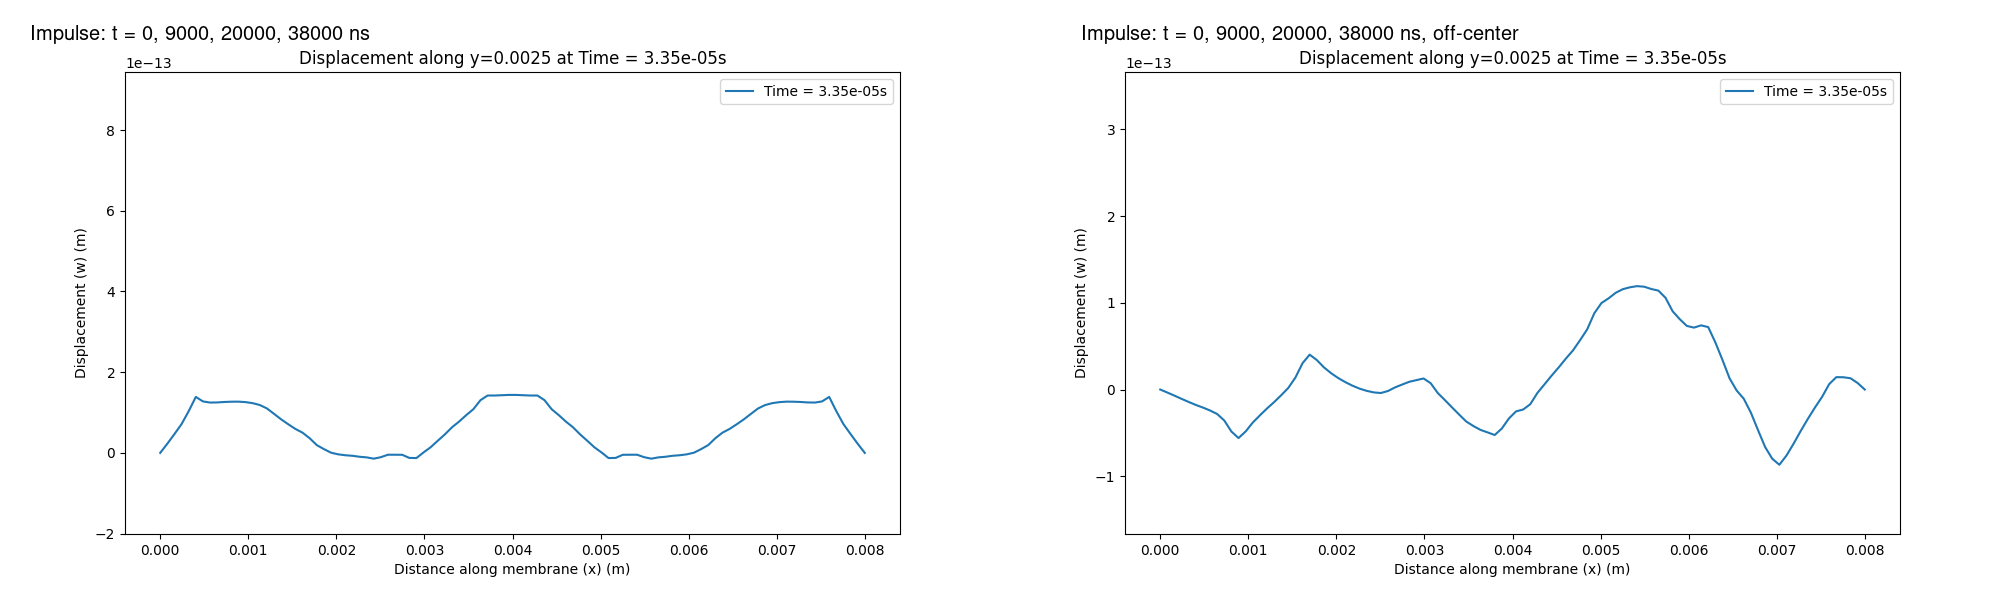 Impulse: t = 0, 9000, 20000, 38000 ns
Displacement along y=0.0025 at Time = 3.35e-05s
1e−13
Time = 3.35e-05s
8
6
4
2
0
−2
Displacement (w) (m)
0.000 0.001 0.002 0.003 0.004 0.005 0.006 0.007 0.008
Distance along membrane (x) (m)
Impulse: t = 0, 9000, 20000, 38000 ns, off-center
Displacement along y=0.0025 at Time = 3.35e-05s
1e−13
Time = 3.35e-05s
3
2
1
0
−1
Displacement (w) (m)
0.000 0.001 0.002 0.003 0.004 0.005 0.006 0.007 0.008
Distance along membrane (x) (m)